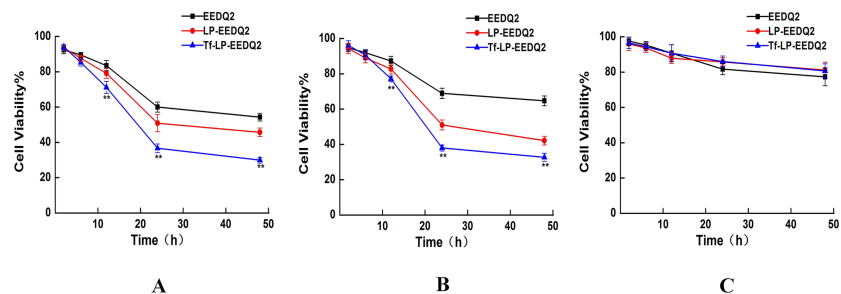 EEDQ2
LP-EEDQ2
Tf-LP-EEDQ2
Cell Viability%
100
80
60
40
20
0
**
**
**
0 10 20 30 40 50
Time（h）
A
EEDQ2
LP-EEDQ2
Tf-LP-EEDQ2
Cell Viability%
100
80
60
40
20
0
**
**
**
0 10 20 30 40 50
Time（h）
B
EEDQ2
LP-EEDQ2
Tf-LP-EEDQ2
Cell Viability%
100
80
60
40
20
0
0 10 20 30 40 50
Time（h）
C